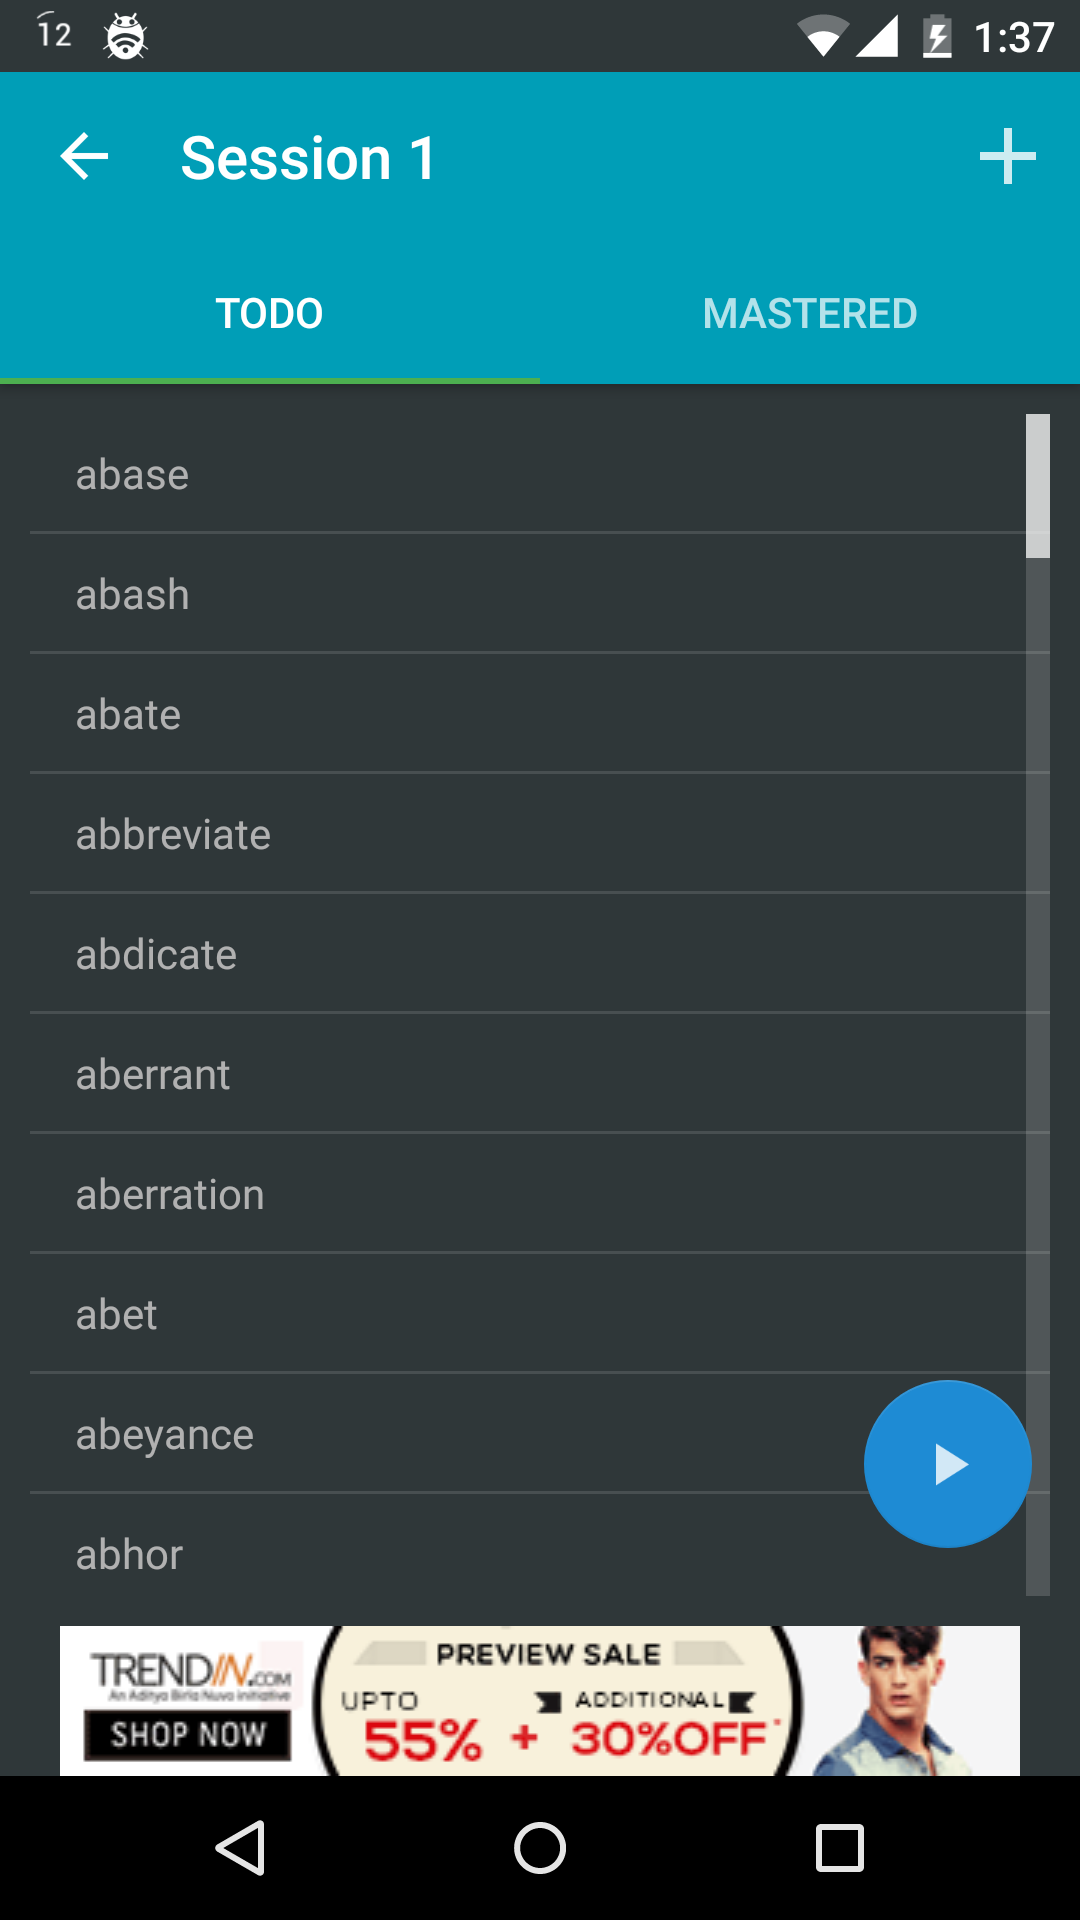 12
1:37
Session 1
TODO
MASTERED
abase
abash
abate
abbreviate
abdicate
aberrant
aberration
abet
abeyance
abhor
TRENDIN.COM
An Aditya Birla Nuvo Initiative
SHOP NOW
PREVIEW SALE
UPTO
55% + ADDITIONAL
30%OFF*